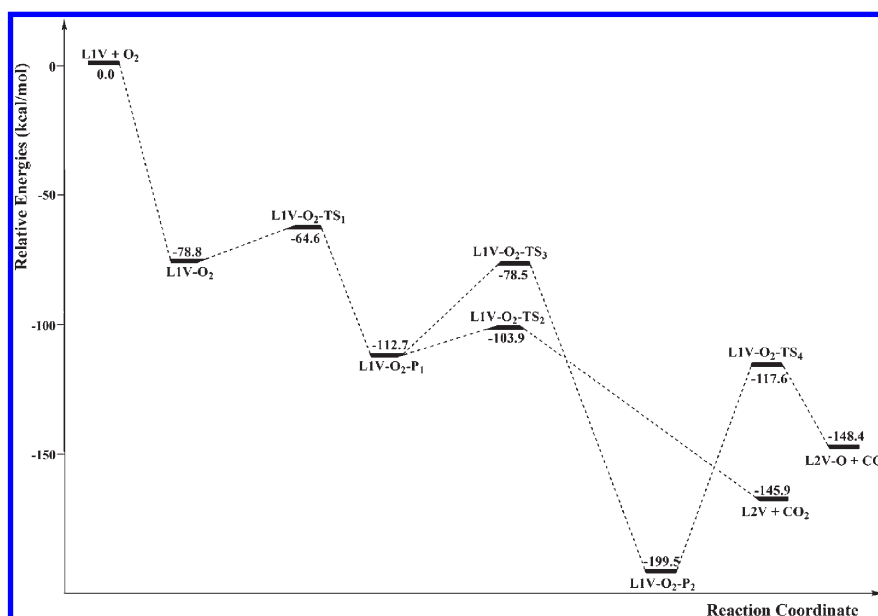 Relative Energies (kcal/mol)
0
-50
-100
-150
L1V + O₂
0.0
-78.8
L1V-O₂
L1V-O₂-TS₁
-64.6
-112.7
L1V-O₂-P₁
L1V-O₂-TS₃
-78.5
L1V-O₂-TS₂
-103.9
L1V-O₂-TS₄
-117.6
-148.4
L2V-O + CO
-145.9
L2V + CO₂
-199.5
L1V-O₂-P₂
Reaction Coordinate